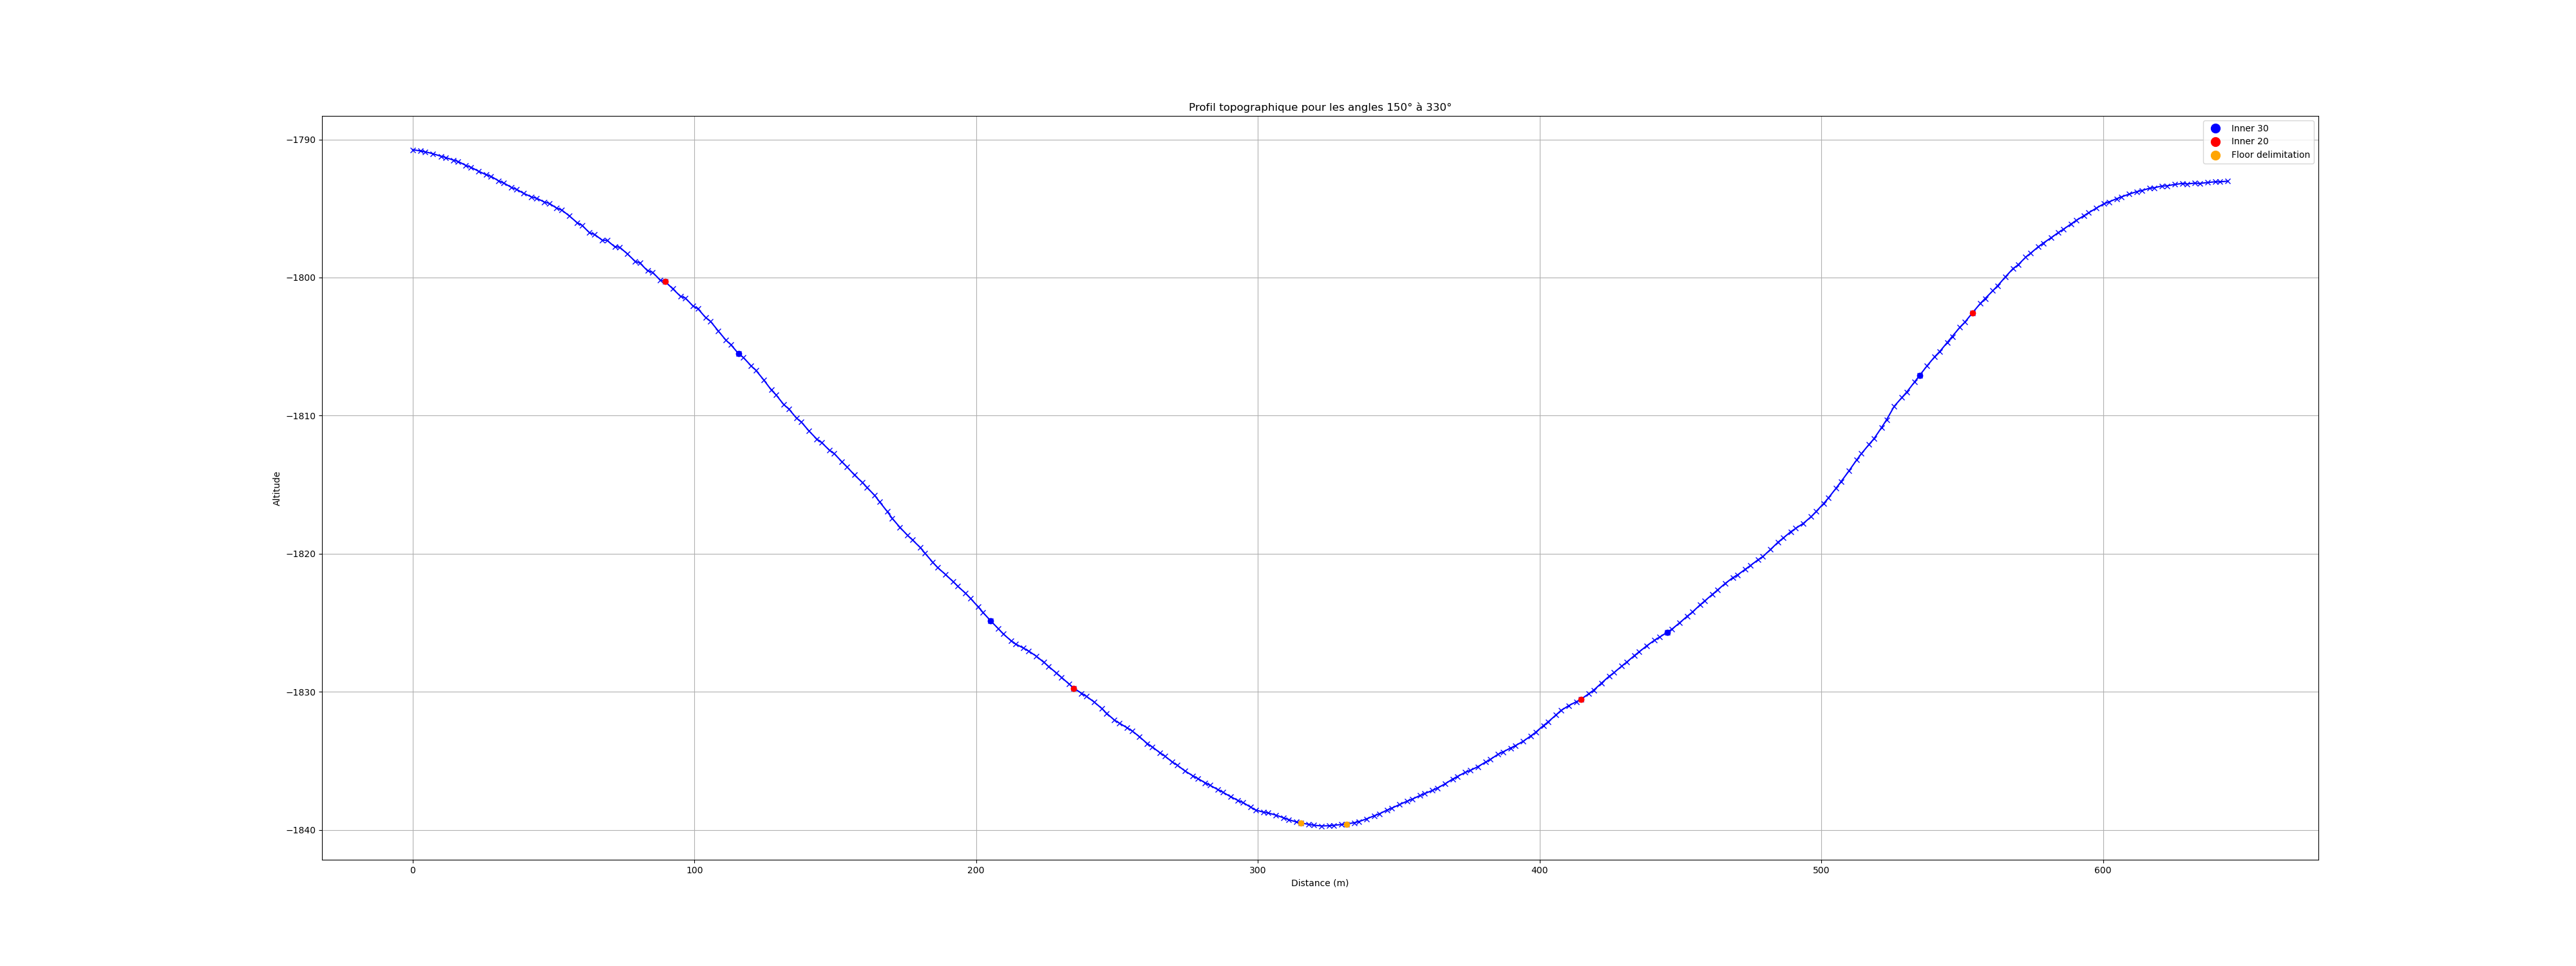 Profil topographique pour les angles 150° à 330°
Inner 30
Inner 20
Floor delimitation
Altitude
−1790
−1800
−1810
−1820
−1830
−1840
0
100
200
300
400
500
600
Distance (m)